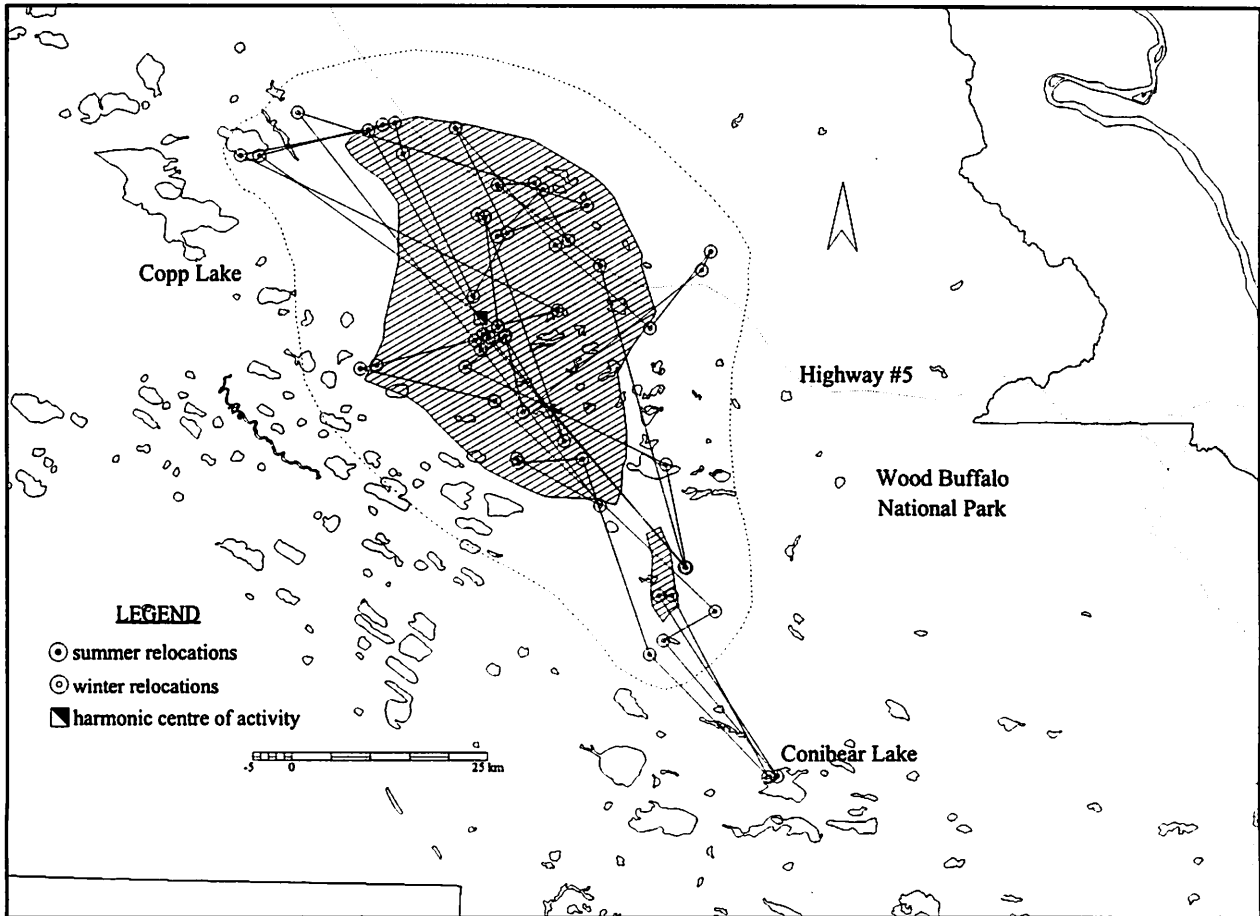 Copp Lake
Highway #5
Wood Buffalo
National Park
LEGEND
summer relocations
winter relocations
harmonic centre of activity
-5 0 25 km
Conibear Lake